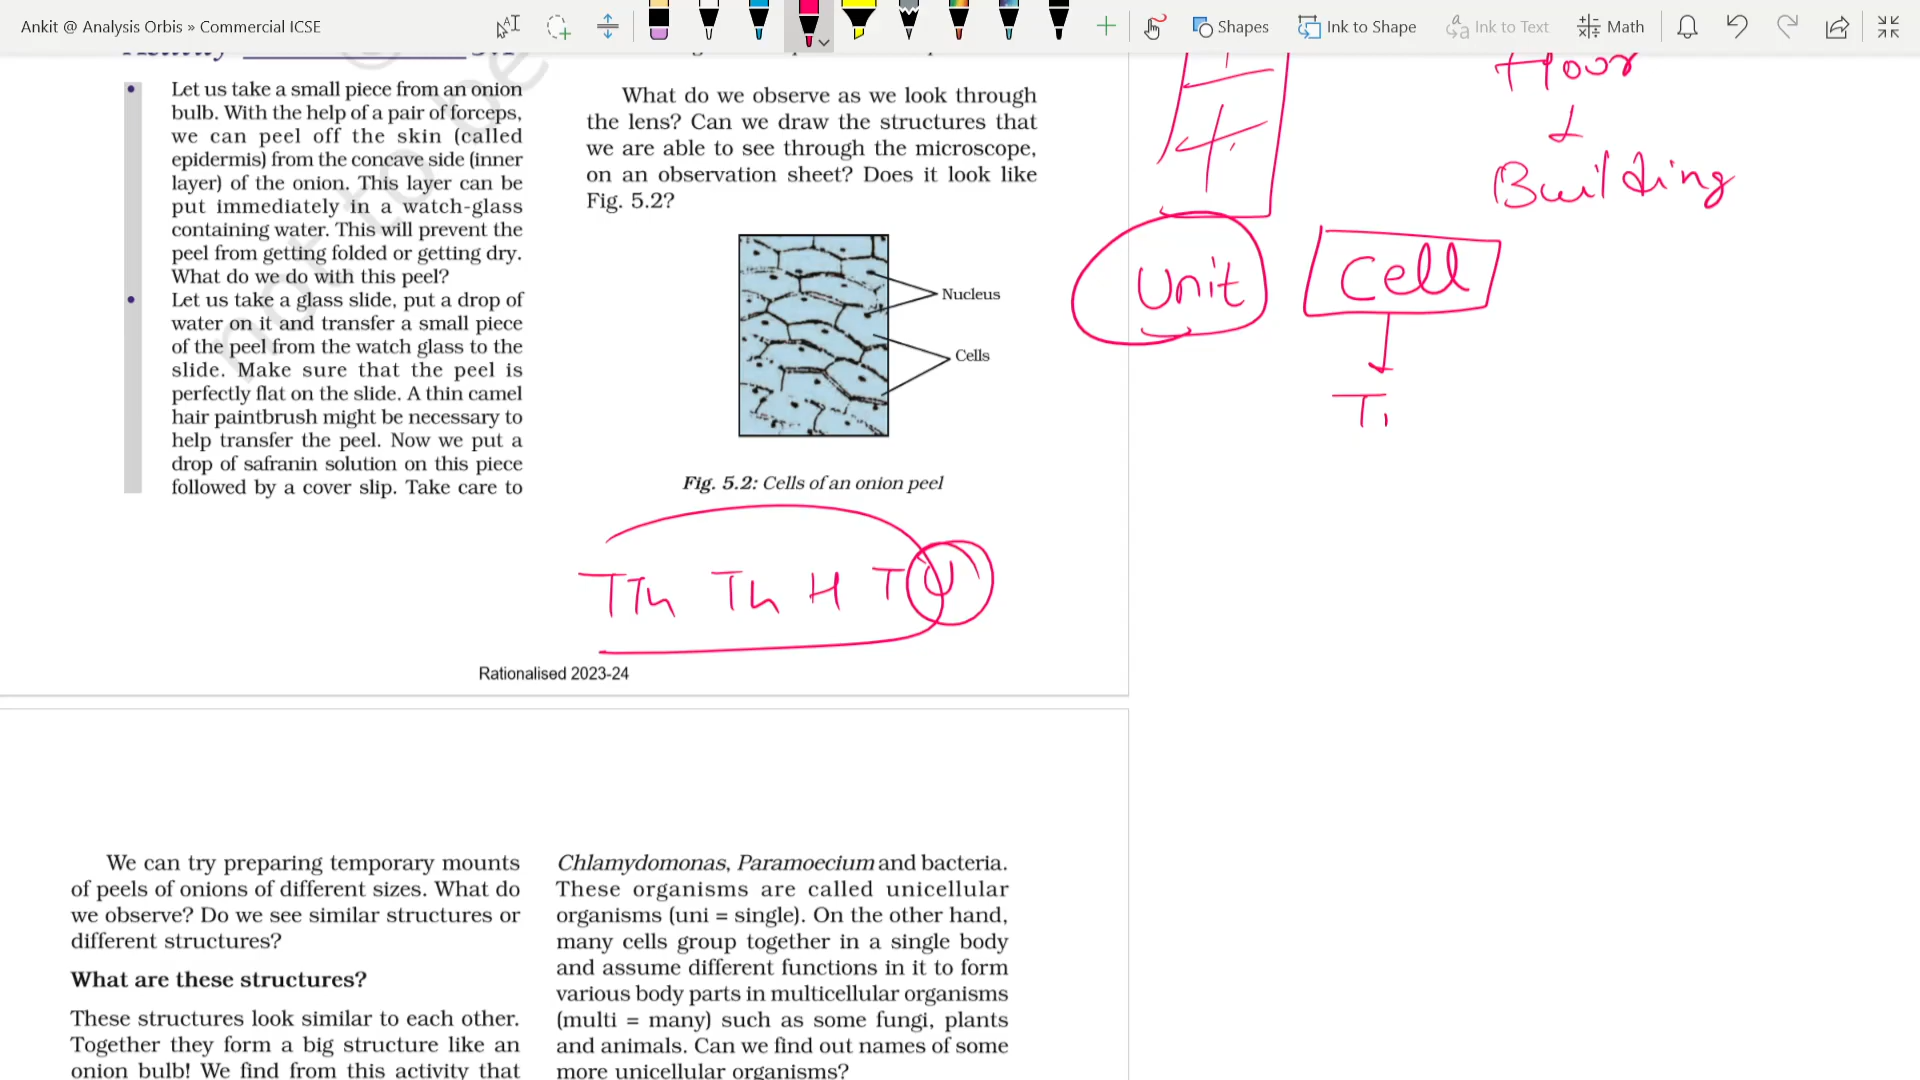 Ankit @ Analysis Orbis » Commercial ICSE
Shapes
Ink to Shape
Ink to Text
Math
Let us take a small piece from an onion
bulb. With the help of a pair of forceps,
we can peel off the skin (called
epidermis) from the concave side (inner
layer) of the onion. This layer can be
put immediately in a watch-glass
containing water. This will prevent the
peel from getting folded or getting dry.
What do we do with this peel?
Let us take a glass slide, put a drop of
water on it and transfer a small piece
of the peel from the watch glass to the
slide. Make sure that the peel is
perfectly flat on the slide. A thin camel
hair paintbrush might be necessary to
help transfer the peel. Now we put a
drop of safranin solution on this piece
followed by a cover slip. Take care to
not to be
What do we observe as we look through
the lens? Can we draw the structures that
we are able to see through the microscope,
on an observation sheet? Does it look like
Fig. 5.2?
Nucleus
Cells
Fig. 5.2: Cells of an onion peel
TTh Th H T U
Rationalised 2023-24
Floor
Building
Unit
Cell
We can try preparing temporary mounts
of peels of onions of different sizes. What do
we observe? Do we see similar structures or
different structures?
What are these structures?
These structures look similar to each other.
Together they form a big structure like an
onion bulb! We find from this activity that
Chlamydomonas, Paramoecium and bacteria.
These organisms are called unicellular
organisms (uni = single). On the other hand,
many cells group together in a single body
and assume different functions in it to form
various body parts in multicellular organisms
(multi = many) such as some fungi, plants
and animals. Can we find out names of some
more unicellular organisms?